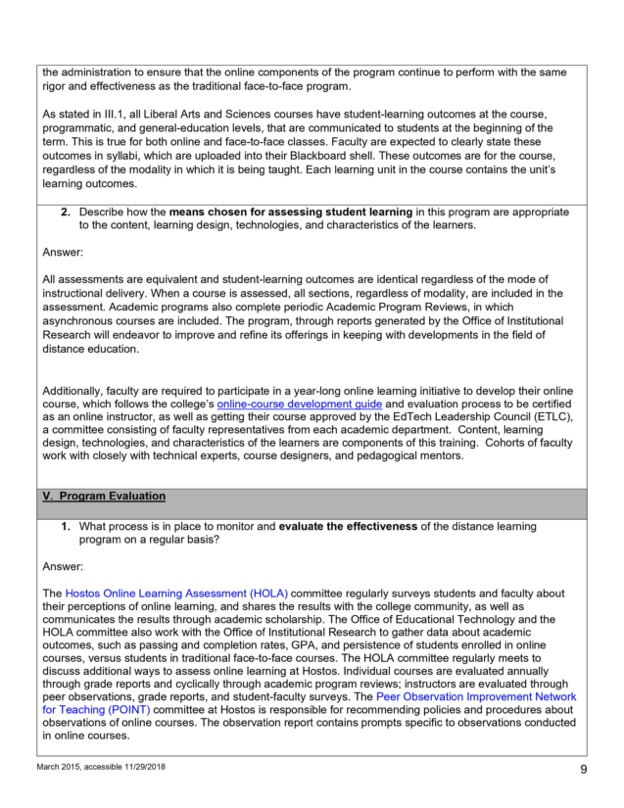 the administration to ensure that the online components of the program continue to perform with the same
rigor and effectiveness as the traditional face-to-face program.
As stated in III.1, all Liberal Arts and Sciences courses have student-learning outcomes at the course,
programmatic, and general-education levels, that are communicated to students at the beginning of the
term. This is true for both online and face-to-face classes. Faculty are expected to clearly state these
outcomes in syllabi, which are uploaded into their Blackboard shell. These outcomes are for the course,
regardless of the modality in which it is being taught. Each learning unit in the course contains the unit's
learning outcomes.
2. Describe how the means chosen for assessing student learning in this program are appropriate
to the content, learning design, technologies, and characteristics of the learners.
Answer:
All assessments are equivalent and student-learning outcomes are identical regardless of the mode of
instructional delivery. When a course is assessed, all sections, regardless of modality, are included in the
assessment. Academic programs also complete periodic Academic Program Reviews, in which
asynchronous courses are included. The program, through reports generated by the Office of Institutional
Research will endeavor to improve and refine its offerings in keeping with developments in the field of
distance education.
Additionally, faculty are required to participate in a year-long online learning initiative to develop their online
course, which follows the college's online-course development guide and evaluation process to be certified
as an online instructor, as well as getting their course approved by the EdTech Leadership Council (ETLC),
a committee consisting of faculty representatives from each academic department. Content, learning
design, technologies, and characteristics of the learners are components of this training. Cohorts of faculty
work with closely with technical experts, course designers, and pedagogical mentors.
V. Program Evaluation
1. What process is in place to monitor and evaluate the effectiveness of the distance learning
program on a regular basis?
Answer:
The Hostos Online Learning Assessment (HOLA) committee regularly surveys students and faculty about
their perceptions of online learning, and shares the results with the college community, as well as
communicates the results through academic scholarship. The Office of Educational Technology and the
HOLA committee also work with the Office of Institutional Research to gather data about academic
outcomes, such as passing and completion rates, GPA, and persistence of students enrolled in online
courses, versus students in traditional face-to-face courses. The HOLA committee regularly meets to
discuss additional ways to assess online learning at Hostos. Individual courses are evaluated annually
through grade reports and cyclically through academic program reviews; instructors are evaluated through
peer observations, grade reports, and student-faculty surveys. The Peer Observation Improvement Network
for Teaching (POINT) committee at Hostos is responsible for recommending policies and procedures about
observations of online courses. The observation report contains prompts specific to observations conducted
in online courses.
March 2015, accessible 11/29/2018
9